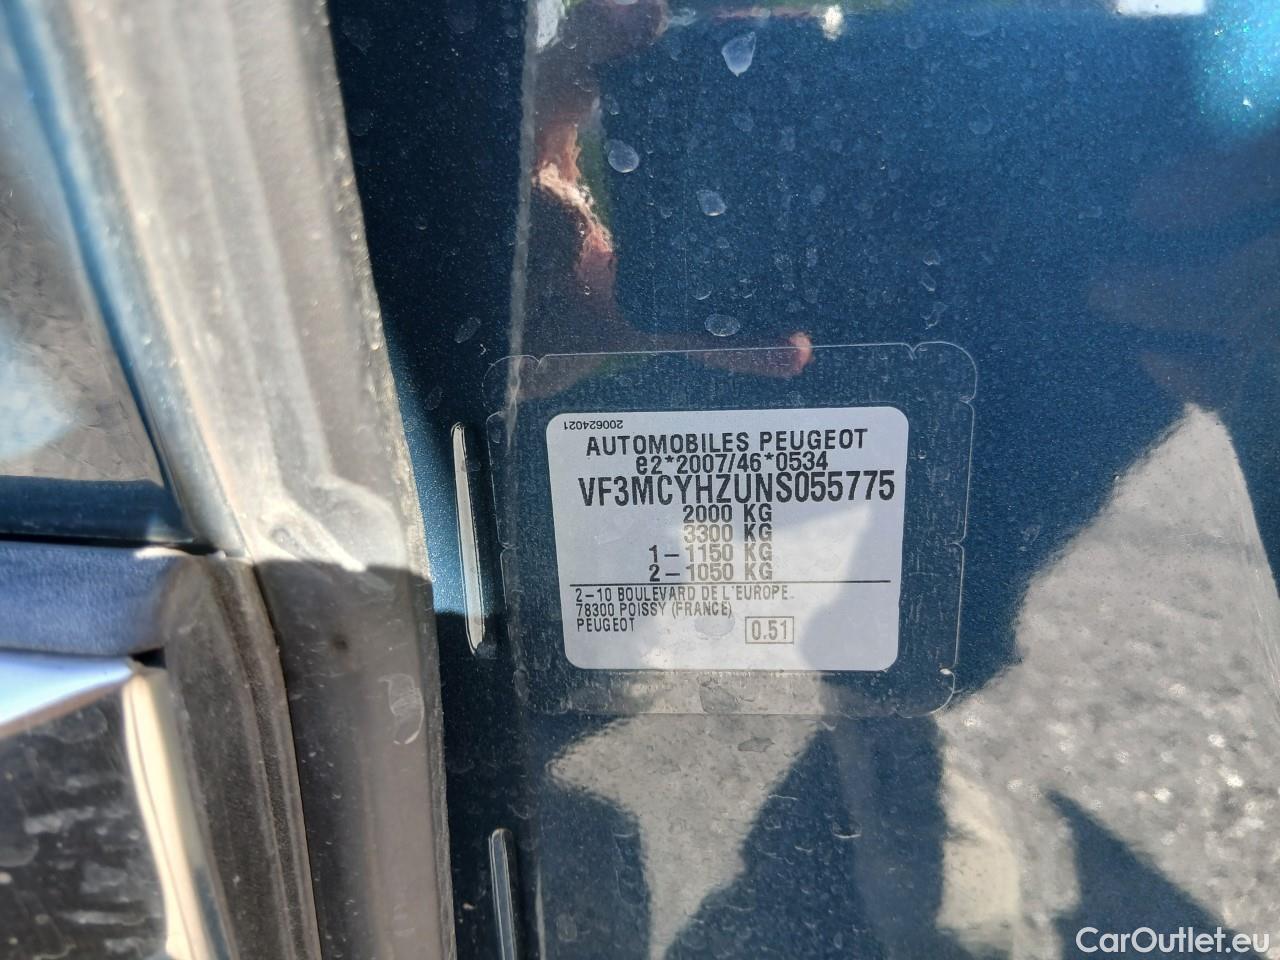 200624021
AUTOMOBILES PEUGEOT
e2*2007/46*0534
VF3MCYHZUNS055775
2000 KG
3300 KG
1-1150 KG
2-1050 KG
2-10 BOULEVARD DE L'EUROPE
78300 POISSY (FRANCE)
PEUGEOT
0.51
CarOutlet.eu